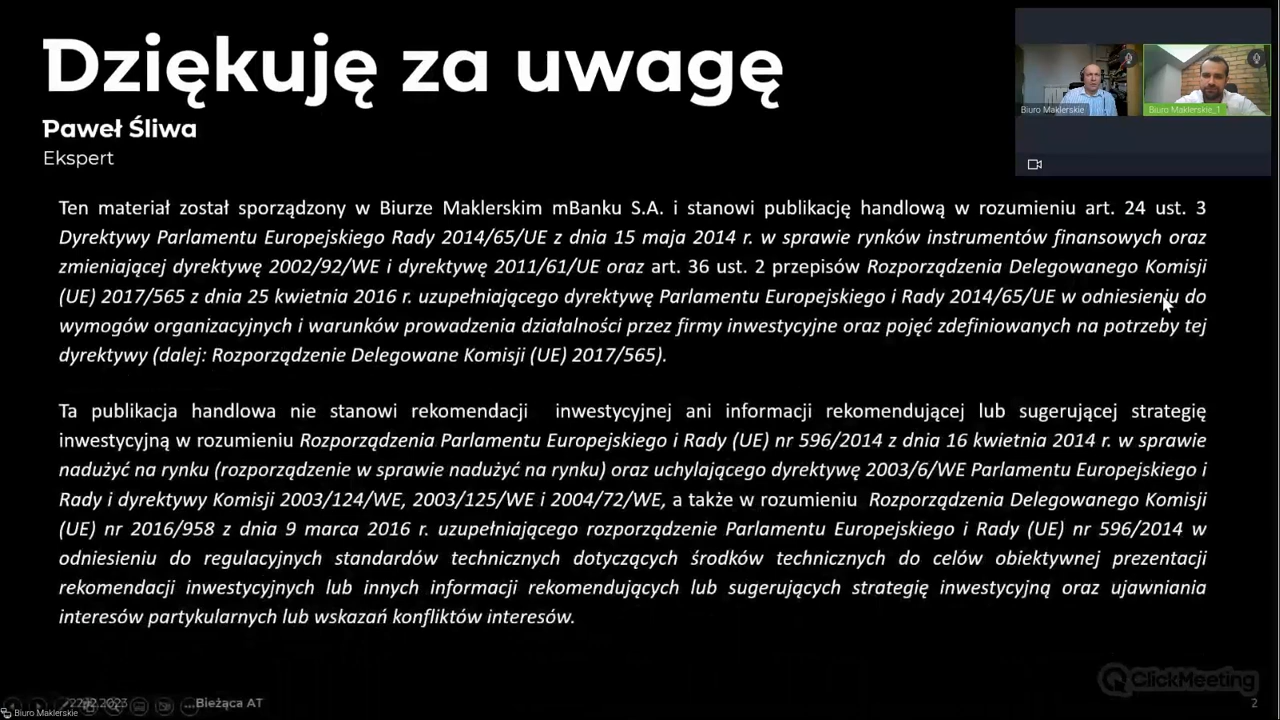 Dziękuję za uwagę
Paweł Śliwa
Ekspert
Biuro Maklerskie
Biuro Maklerskie_1
Ten materiał został sporządzony w Biurze Maklerskim mBanku S.A. i stanowi publikację handlową w rozumieniu art. 24 ust. 3
Dyrektywy Parlamentu Europejskiego Rady 2014/65/UE z dnia 15 maja 2014 r. w sprawie rynków instrumentów finansowych oraz
zmieniającej dyrektywę 2002/92/WE i dyrektywę 2011/61/UE oraz art. 36 ust. 2 przepisów Rozporządzenia Delegowanego Komisji
(UE) 2017/565 z dnia 25 kwietnia 2016 r. uzupełniającego dyrektywę Parlamentu Europejskiego i Rady 2014/65/UE w odniesieniu do
wymogów organizacyjnych i warunków prowadzenia działalności przez firmy inwestycyjne oraz pojęć zdefiniowanych na potrzeby tej
dyrektywy (dalej: Rozporządzenie Delegowane Komisji (UE) 2017/565).
Ta publikacja handlowa nie stanowi rekomendacji inwestycyjnej ani informacji rekomendującej lub sugerującej strategię
inwestycyjną w rozumieniu Rozporządzenia Parlamentu Europejskiego i Rady (UE) nr 596/2014 z dnia 16 kwietnia 2014 r. w sprawie
nadużyć na rynku (rozporządzenie w sprawie nadużyć na rynku) oraz uchylającego dyrektywę 2003/6/WE Parlamentu Europejskiego i
Rady i dyrektywy Komisji 2003/124/WE, 2003/125/WE i 2004/72/WE, a także w rozumieniu Rozporządzenia Delegowanego Komisji
(UE) nr 2016/958 z dnia 9 marca 2016 r. uzupełniającego rozporządzenie Parlamentu Europejskiego i Rady (UE) nr 596/2014 w
odniesieniu do regulacyjnych standardów technicznych dotyczących środków technicznych do celów obiektywnej prezentacji
rekomendacji inwestycyjnych lub innych informacji rekomendujących lub sugerujących strategię inwestycyjną oraz ujawniania
interesów partykularnych lub wskazań konfliktów interesów.
ClickMeeting
22.12.2023
...Bieżąca AT
2
Biuro Maklerskie